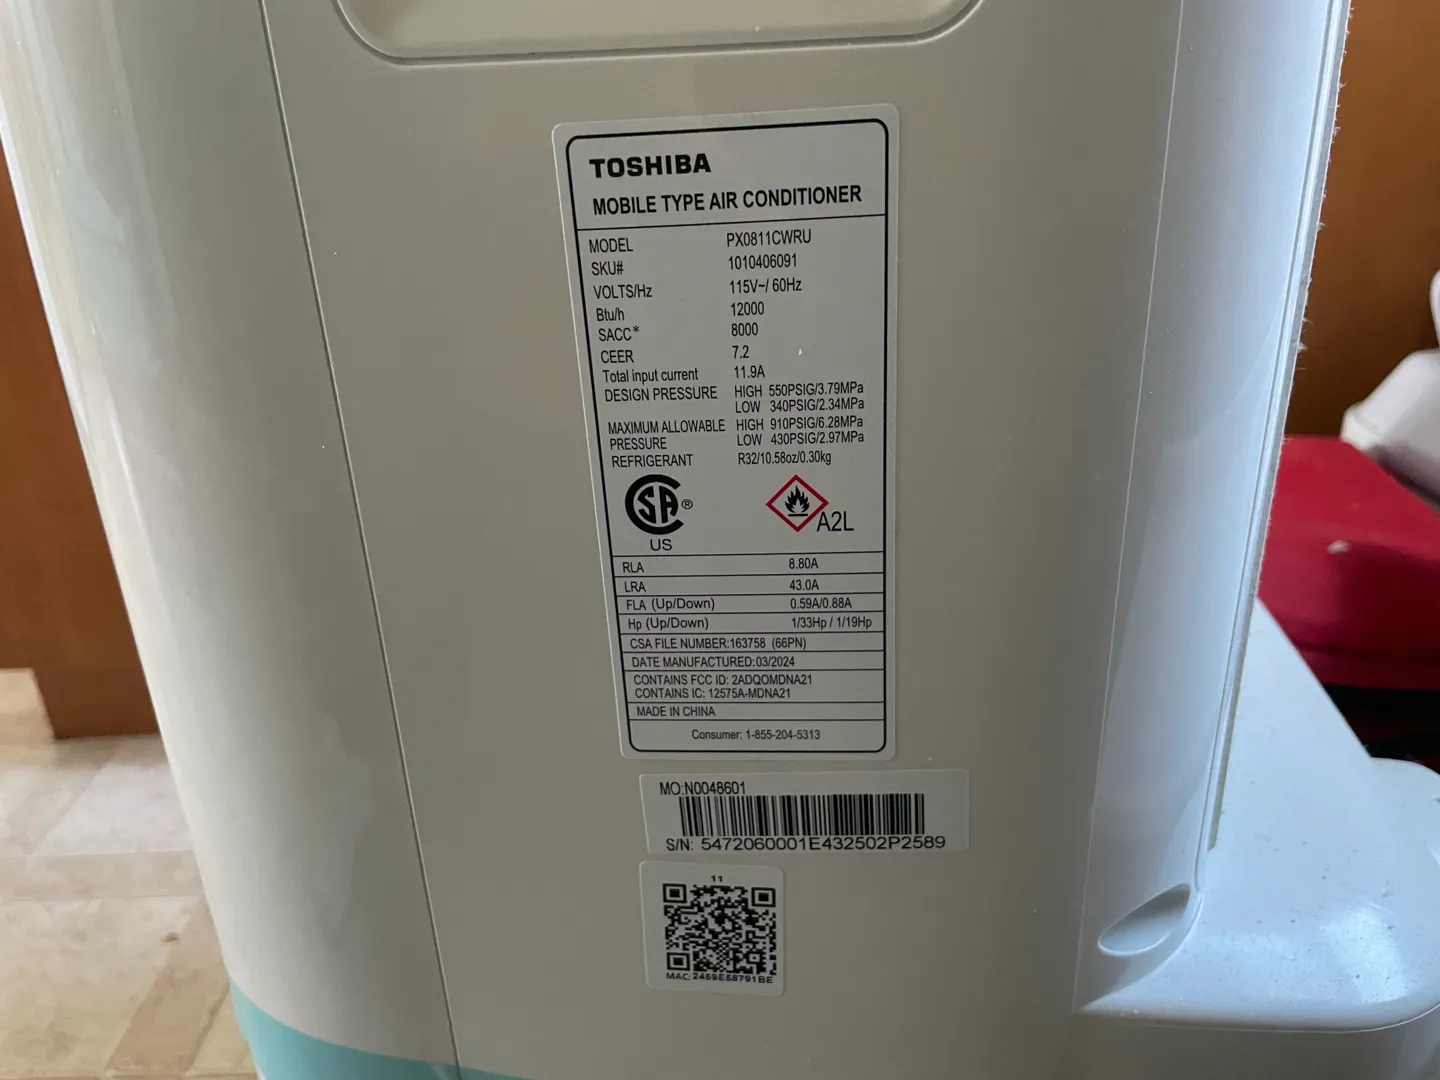 TOSHIBA
MOBILE TYPE AIR CONDITIONER
MODEL PX0811CWRU
SKU# 1010406091
VOLTS/Hz 115V~/ 60Hz
Btu/h 12000
SACC* 8000
CEER 7.2
Total input current 11.9A
DESIGN PRESSURE HIGH 550PSIG/3.79MPa
LOW 340PSIG/2.34MPa
MAXIMUM ALLOWABLE HIGH 910PSIG/6.28MPa
PRESSURE LOW 430PSIG/2.97MPa
REFRIGERANT R32/10.58oz/0.30kg
SA ®
US
A2L
RLA 8.80A
LRA 43.0A
FLA (Up/Down) 0.59A/0.88A
Hp (Up/Down) 1/33Hp / 1/19Hp
CSA FILE NUMBER:163758 (66PN)
DATE MANUFACTURED:03/2024
CONTAINS FCC ID: 2ADQOMDNA21
CONTAINS IC: 12575A-MDNA21
MADE IN CHINA
Consumer: 1-855-204-5313
MO:N0048601
S/N: 5472060001E432502P2589
11
MAC:2459E58791BE